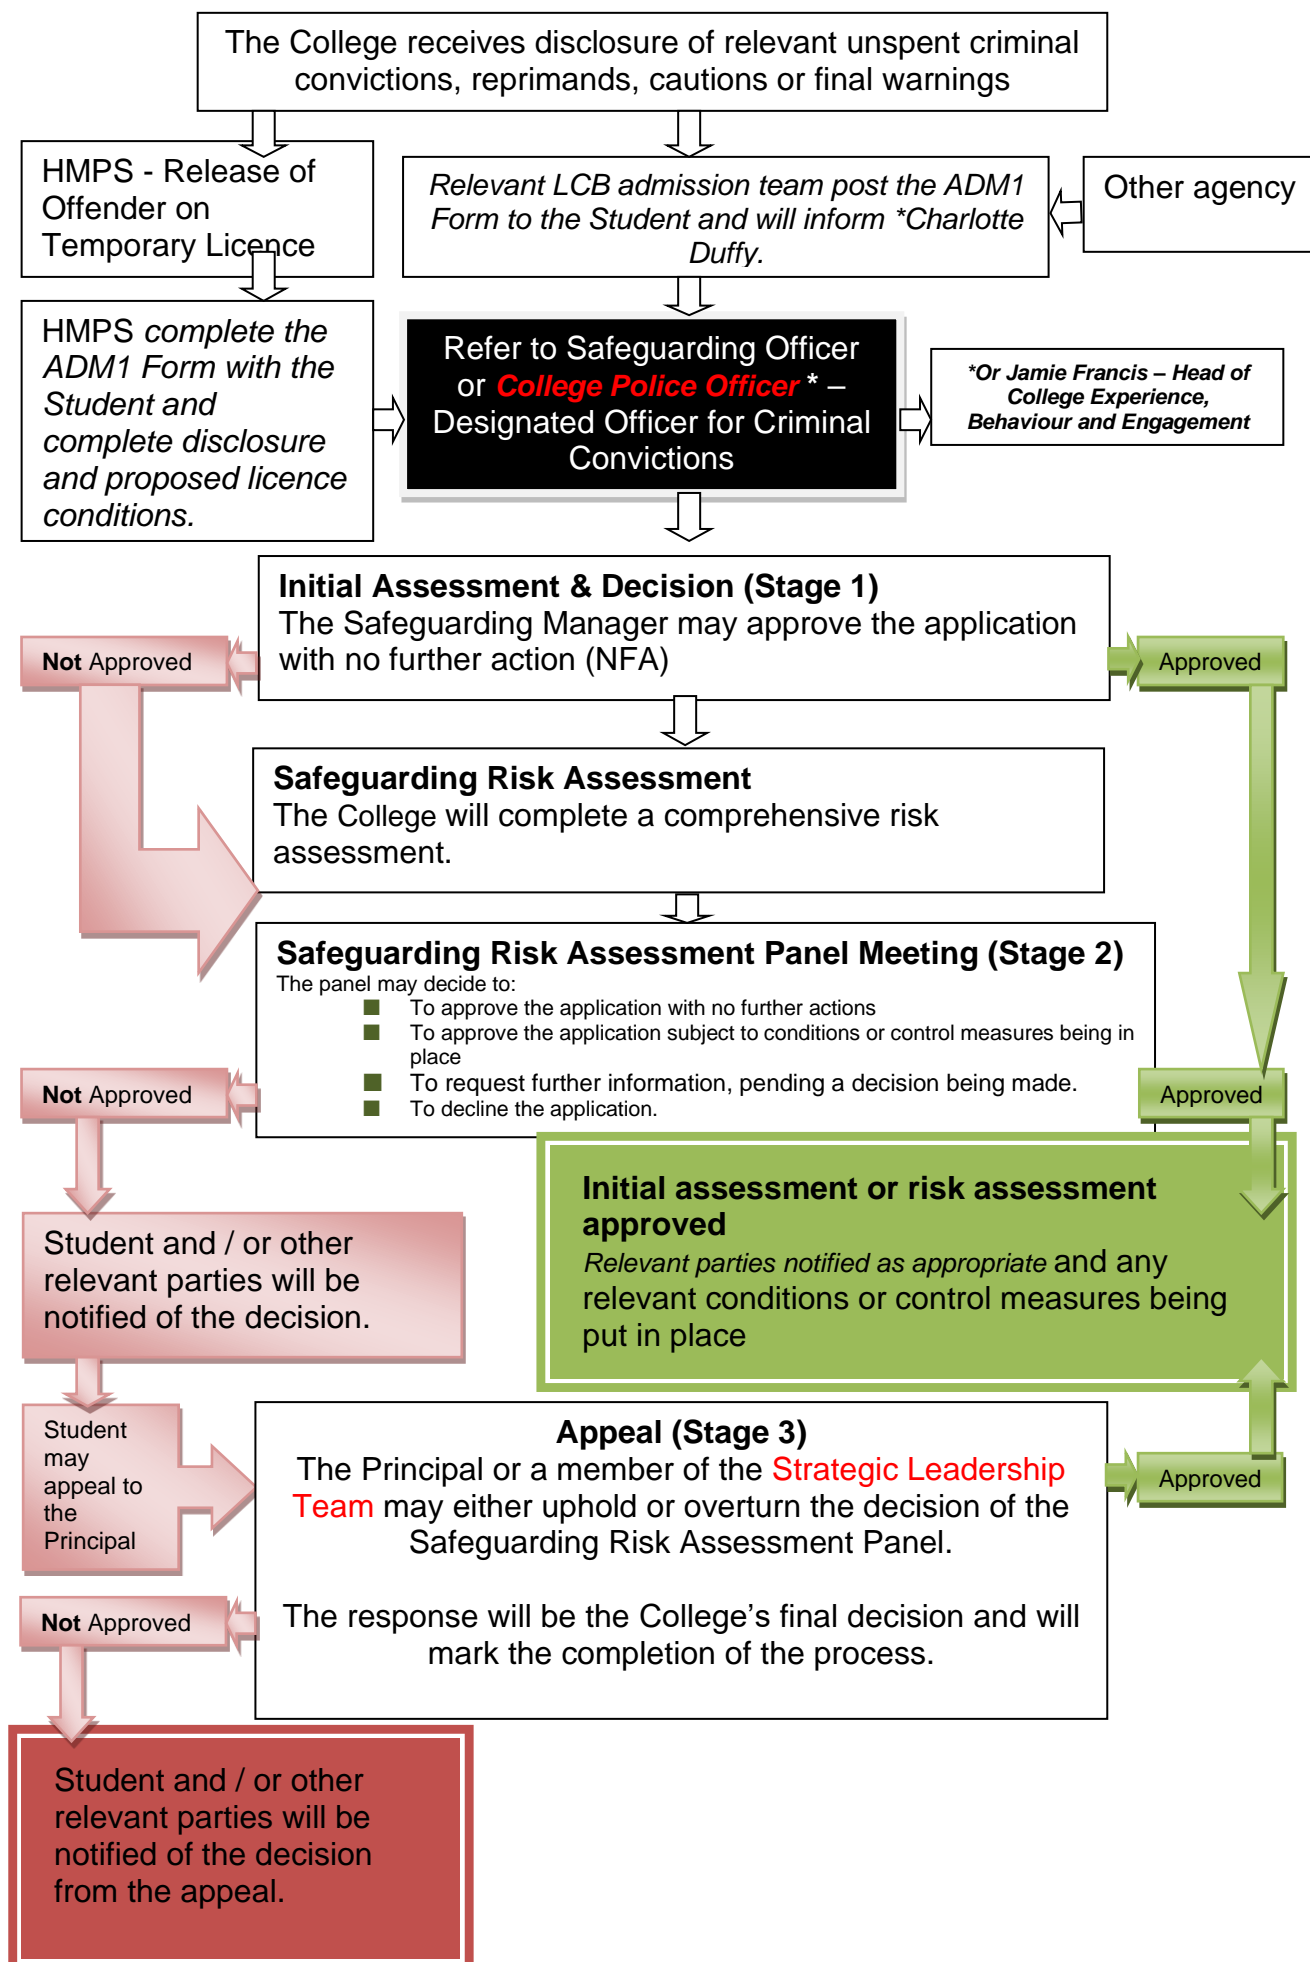 The College receives disclosure of relevant unspent criminal
convictions, reprimands, cautions or final warnings
HMPS - Release of
Offender on
Temporary Licence
Relevant LCB admission team post the ADM1
Form to the Student and will inform *Charlotte
Duffy.
Other agency
HMPS complete the
ADM1 Form with the
Student and
complete disclosure
and proposed licence
conditions.
Refer to Safeguarding Officer
or College Police Officer * –
Designated Officer for Criminal
Convictions
*Or Jamie Francis – Head of
College Experience,
Behaviour and Engagement
Initial Assessment & Decision (Stage 1)
The Safeguarding Manager may approve the application
with no further action (NFA)
Not Approved
Approved
Safeguarding Risk Assessment
The College will complete a comprehensive risk
assessment.
Safeguarding Risk Assessment Panel Meeting (Stage 2)
The panel may decide to:
To approve the application with no further actions
To approve the application subject to conditions or control measures being in
place
To request further information, pending a decision being made.
To decline the application.
Not Approved
Approved
Initial assessment or risk assessment
approved
Relevant parties notified as appropriate and any
relevant conditions or control measures being
put in place
Student and / or other
relevant parties will be
notified of the decision.
Student
may
appeal to
the
Principal
Appeal (Stage 3)
The Principal or a member of the Strategic Leadership
Team may either uphold or overturn the decision of the
Safeguarding Risk Assessment Panel.
The response will be the College's final decision and will
mark the completion of the process.
Approved
Not Approved
Student and / or other
relevant parties will be
notified of the decision
from the appeal.